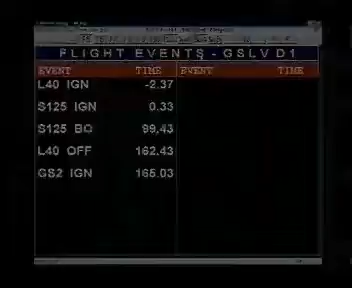 FLIGHT EVENTS - GSLV D1
EVENT TIME EVENT TIME
L40 IGN -2.37
S125 IGN 0.33
S125 BO 99.43
L40 OFF 162.43
GS2 IGN 165.03